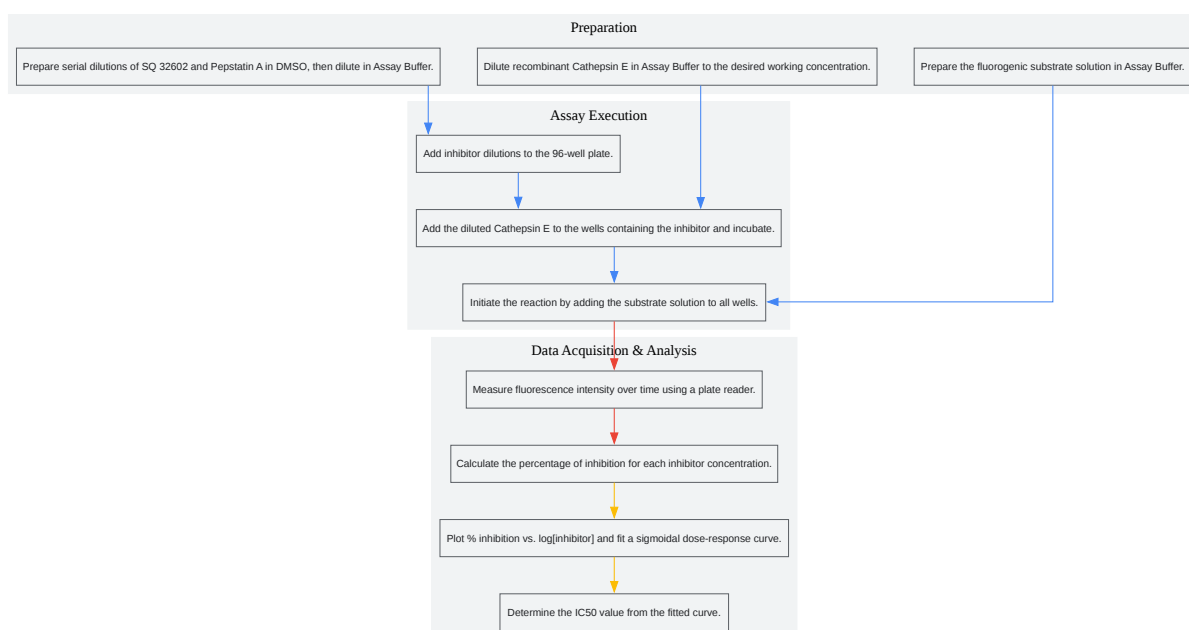 Preparation
Prepare serial dilutions of SQ 32602 and Pepstatin A in DMSO, then dilute in Assay Buffer.
Dilute recombinant Cathepsin E in Assay Buffer to the desired working concentration.
Prepare the fluorogenic substrate solution in Assay Buffer.
Assay Execution
Add inhibitor dilutions to the 96-well plate.
Add the diluted Cathepsin E to the wells containing the inhibitor and incubate.
Initiate the reaction by adding the substrate solution to all wells.
Data Acquisition & Analysis
Measure fluorescence intensity over time using a plate reader.
Calculate the percentage of inhibition for each inhibitor concentration.
Plot % inhibition vs. log[inhibitor] and fit a sigmoidal dose-response curve.
Determine the IC50 value from the fitted curve.